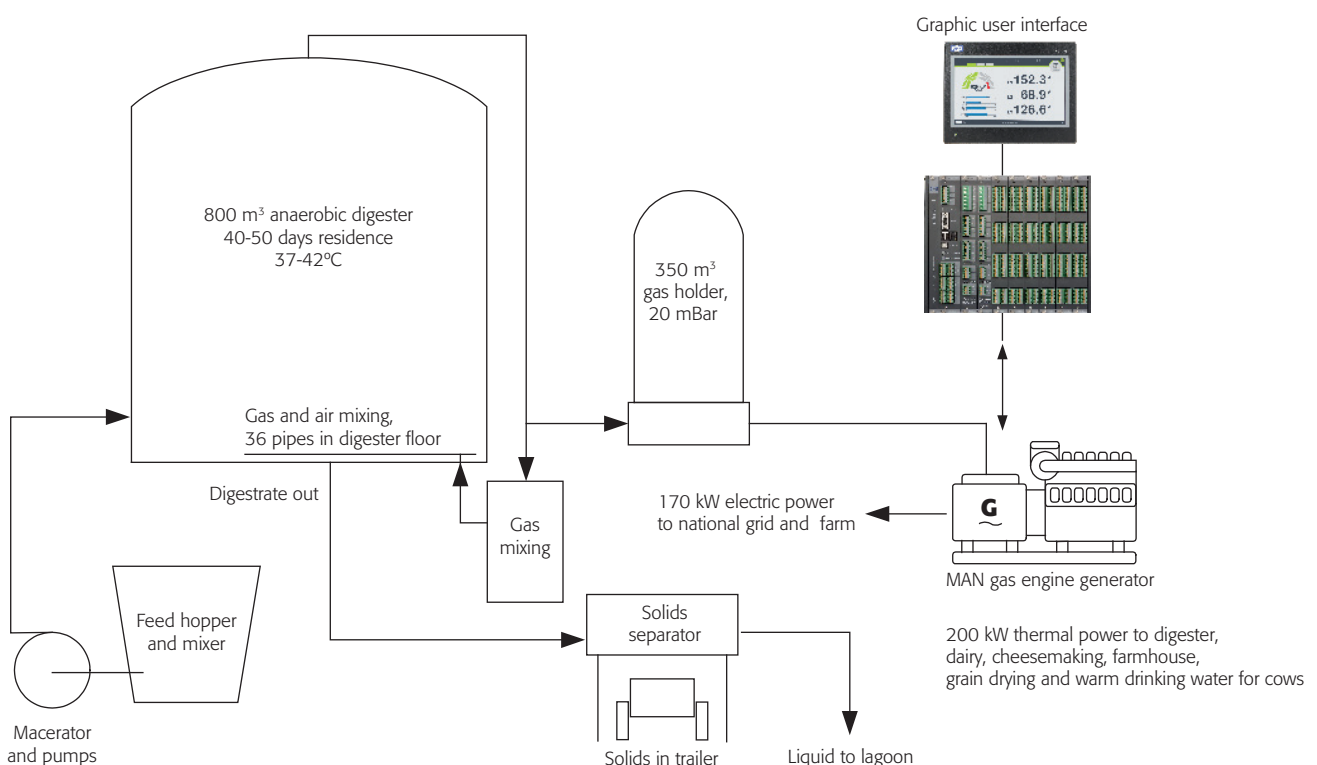 Graphic user interface
152.3
68.9
126.6
800 m³ anaerobic digester
40-50 days residence
37-42ºC
350 m³
gas holder,
20 mBar
Gas and air mixing,
36 pipes in digester floor
Digestrate out
Gas
mixing
170 kW electric power
to national grid and farm
G
MAN gas engine generator
Feed hopper
and mixer
Solids
separator
200 kW thermal power to digester,
dairy, cheesemaking, farmhouse,
grain drying and warm drinking water for cows
Macerator
and pumps
Solids in trailer
Liquid to lagoon